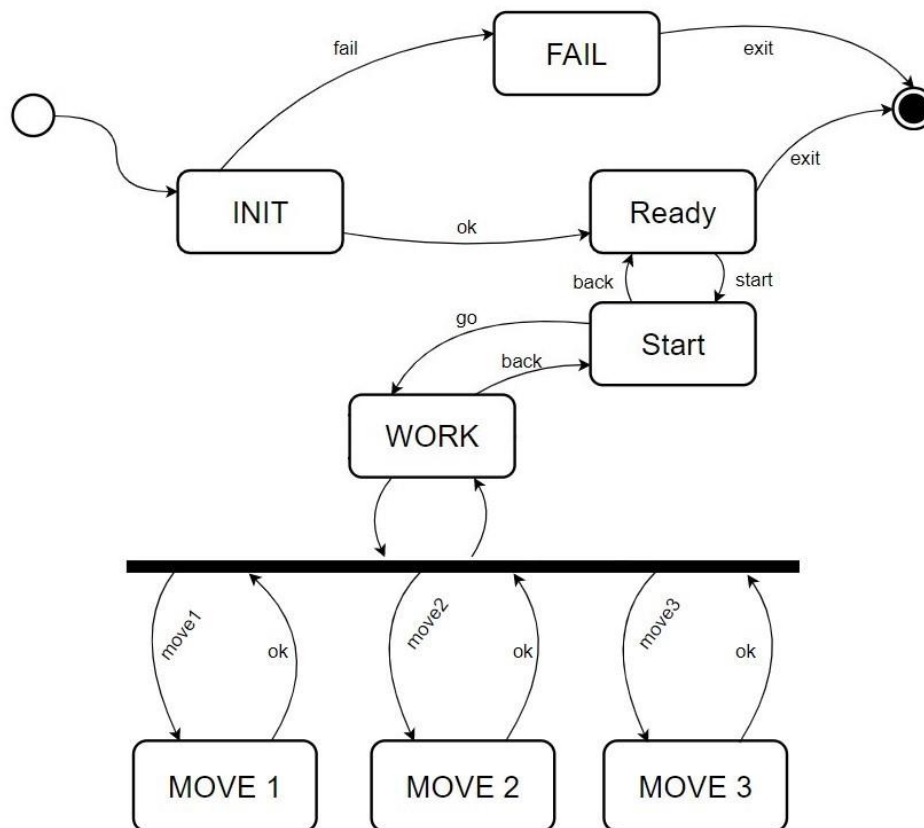 fail
FAIL
exit
exit
INIT
Ready
ok
back
start
go
Start
back
WORK
move1
ok
move2
ok
move3
ok
MOVE 1
MOVE 2
MOVE 3